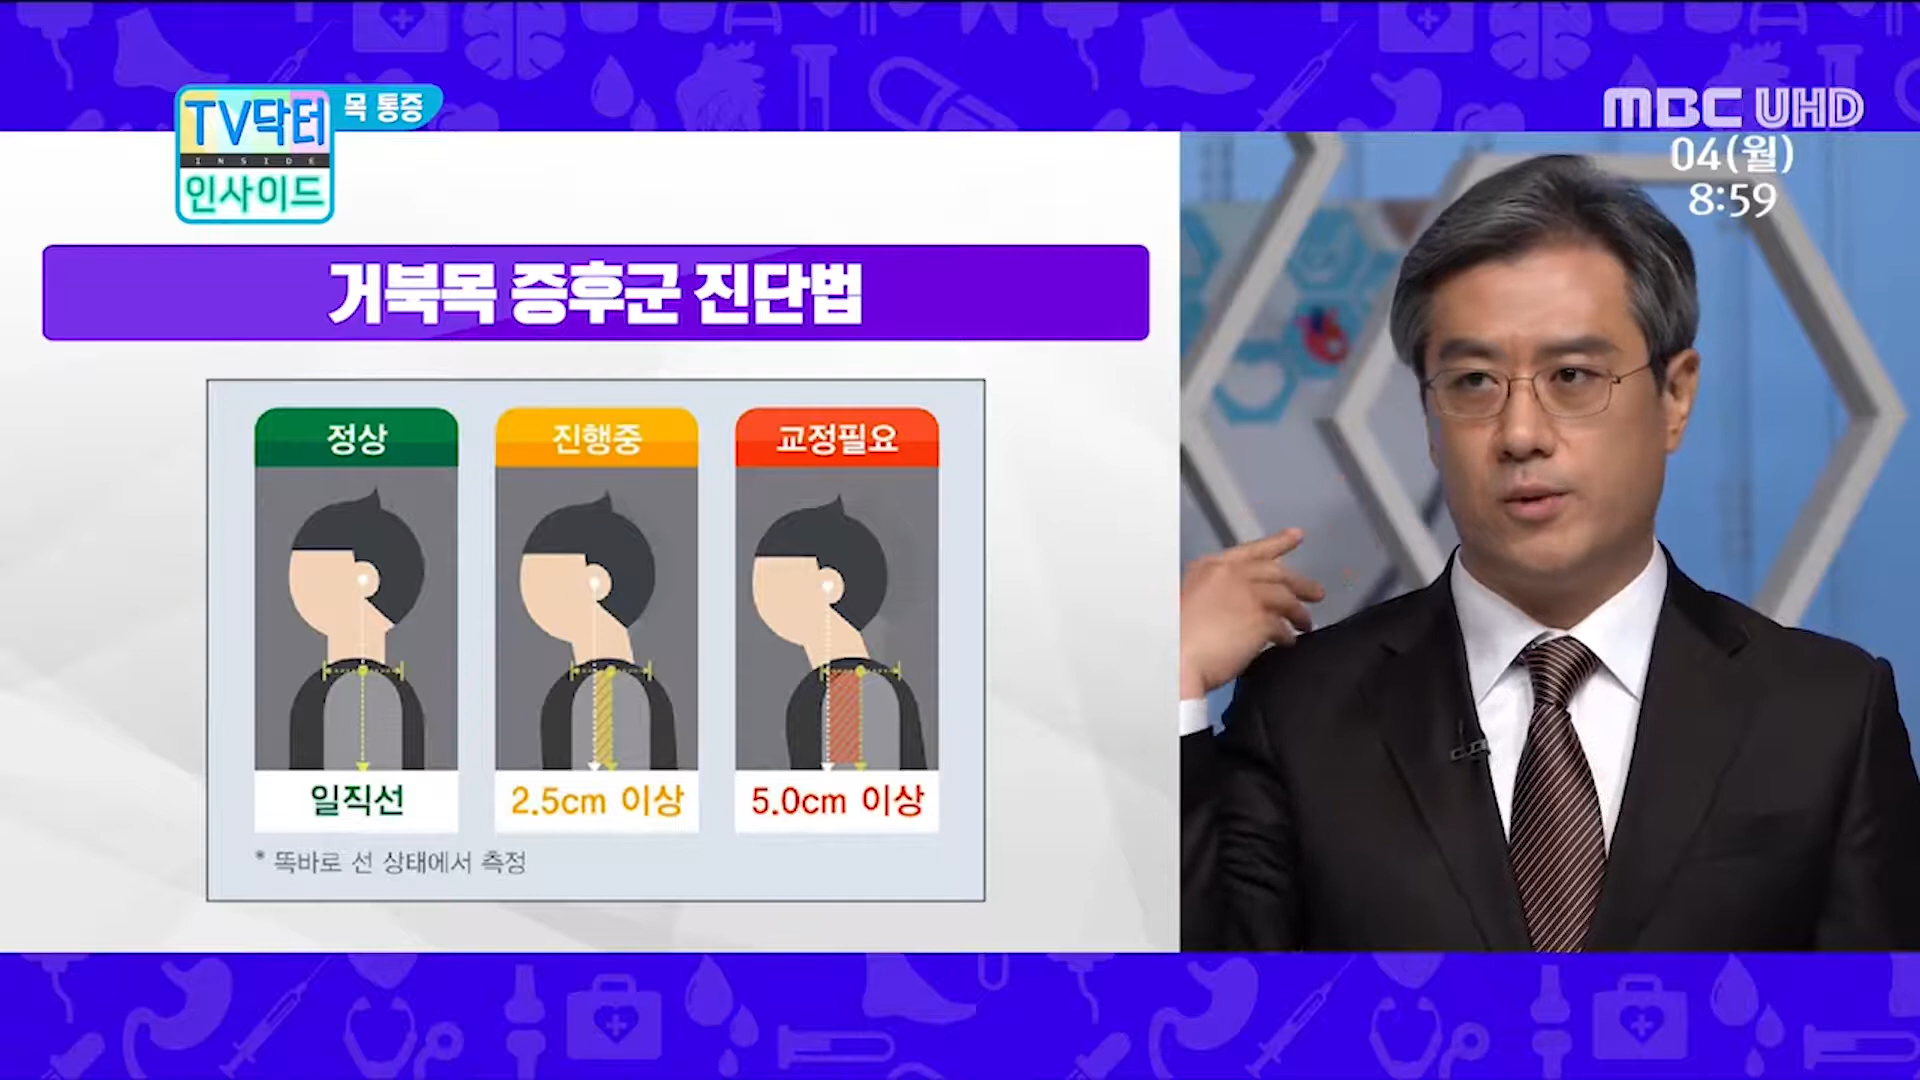 TV닥터
INSIDE
인사이드
목 통증
MBC UHD
04(월)
8:59
거북목 증후군 진단법
정상
진행중
교정필요
일직선
2.5cm 이상
5.0cm 이상
* 똑바로 선 상태에서 측정